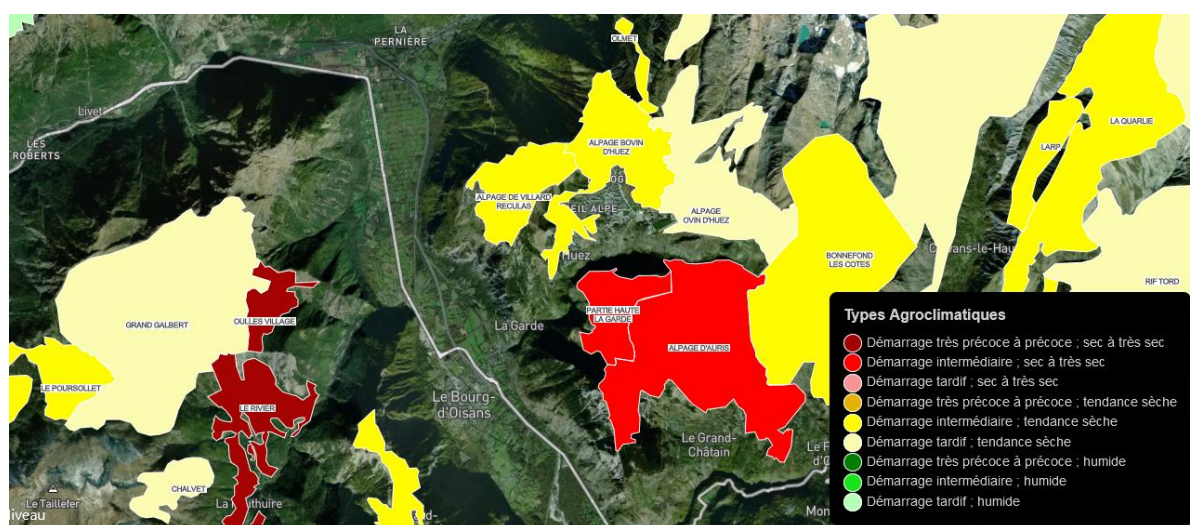 LA
PERNIÈRE
OLMET
Livet
LES
ROBERTS
LA QUARLIE
LARP
ALPAGE BOVIN
D'HUEZ
ALPAGE DE VILLARD
RECULAS
EIL ALPE
ALPAGE
OVIN D'HUEZ
Huez
BONNEFOND
LES COTES
RIF TORD
PARTIE HAUTE
LA GARDE
GRAND GALBERT
OULLES VILLAGE
La Garde
ALPAGE D'AURIS
LE POURSOLLET
LE RIVIER
Le Bourg-
d'Oisans
Le Grand-
Châtain
CHALVET
Le Taillefer
Types Agroclimatiques
Démarrage très précoce à précoce ; sec à très sec
Démarrage intermédiaire ; sec à très sec
Démarrage tardif ; sec à très sec
Démarrage très précoce à précoce ; tendance sèche
Démarrage intermédiaire ; tendance sèche
Démarrage tardif ; tendance sèche
Démarrage très précoce à précoce ; humide
Démarrage intermédiaire ; humide
Démarrage tardif ; humide